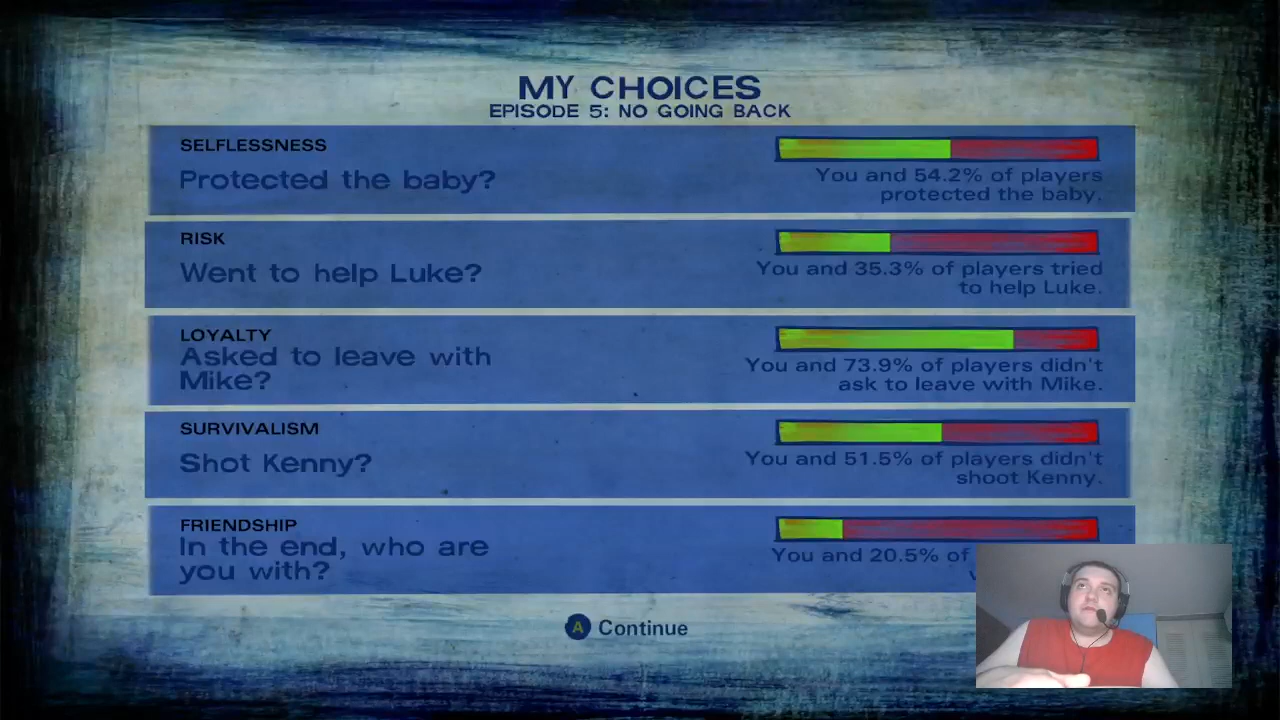 MY CHOICES
EPISODE 5: NO GOING BACK
SELFLESSNESS
Protected the baby?
You and 54.2% of players
protected the baby.
RISK
Went to help Luke?
You and 35.3% of players tried
to help Luke.
LOYALTY
Asked to leave with
Mike?
You and 73.9% of players didn't
ask to leave with Mike.
SURVIVALISM
Shot Kenny?
You and 51.5% of players didn't
shoot Kenny.
FRIENDSHIP
In the end, who are
you with?
You and 20.5% of
A Continue